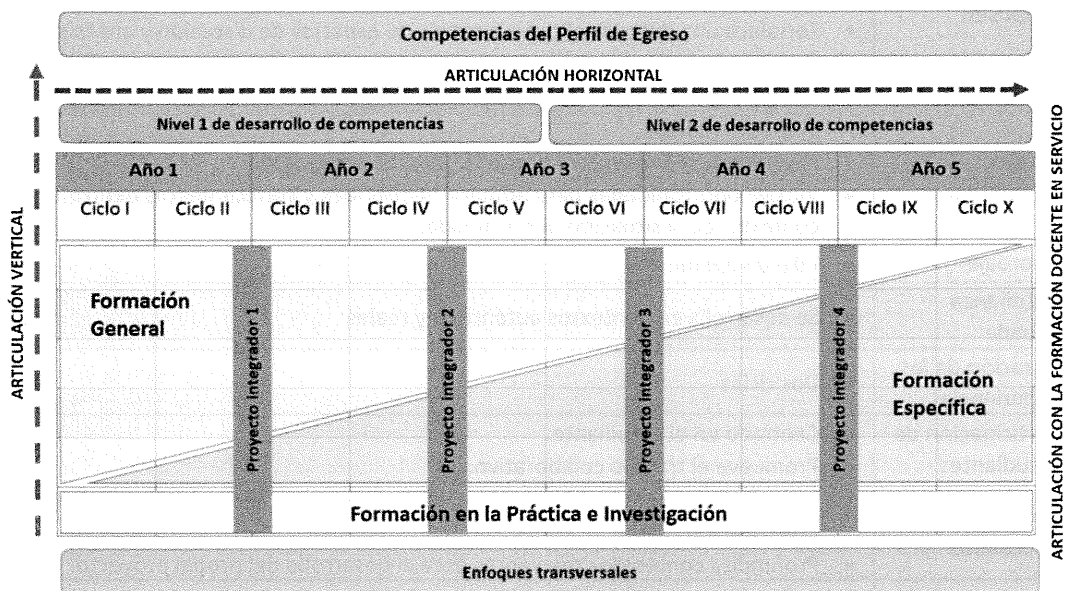 Competencias del Perfil de Egreso
ARTICULACIÓN HORIZONTAL
Nivel 1 de desarrollo de competencias
Nivel 2 de desarrollo de competencias
Año 1
Año 2
Año 3
Año 4
Año 5
Ciclo I
Ciclo II
Ciclo III
Ciclo IV
Ciclo V
Ciclo VI
Ciclo VII
Ciclo VIII
Ciclo IX
Ciclo X
ARTICULACIÓN VERTICAL
Formación
General
Proyecto Integrador 1
Proyecto Integrador 2
Proyecto Integrador 3
Proyecto Integrador 4
Formación
Específica
Formación en la Práctica e Investigación
Enfoques transversales
ARTICULACIÓN CON LA FORMACIÓN DOCENTE EN SERVICIO